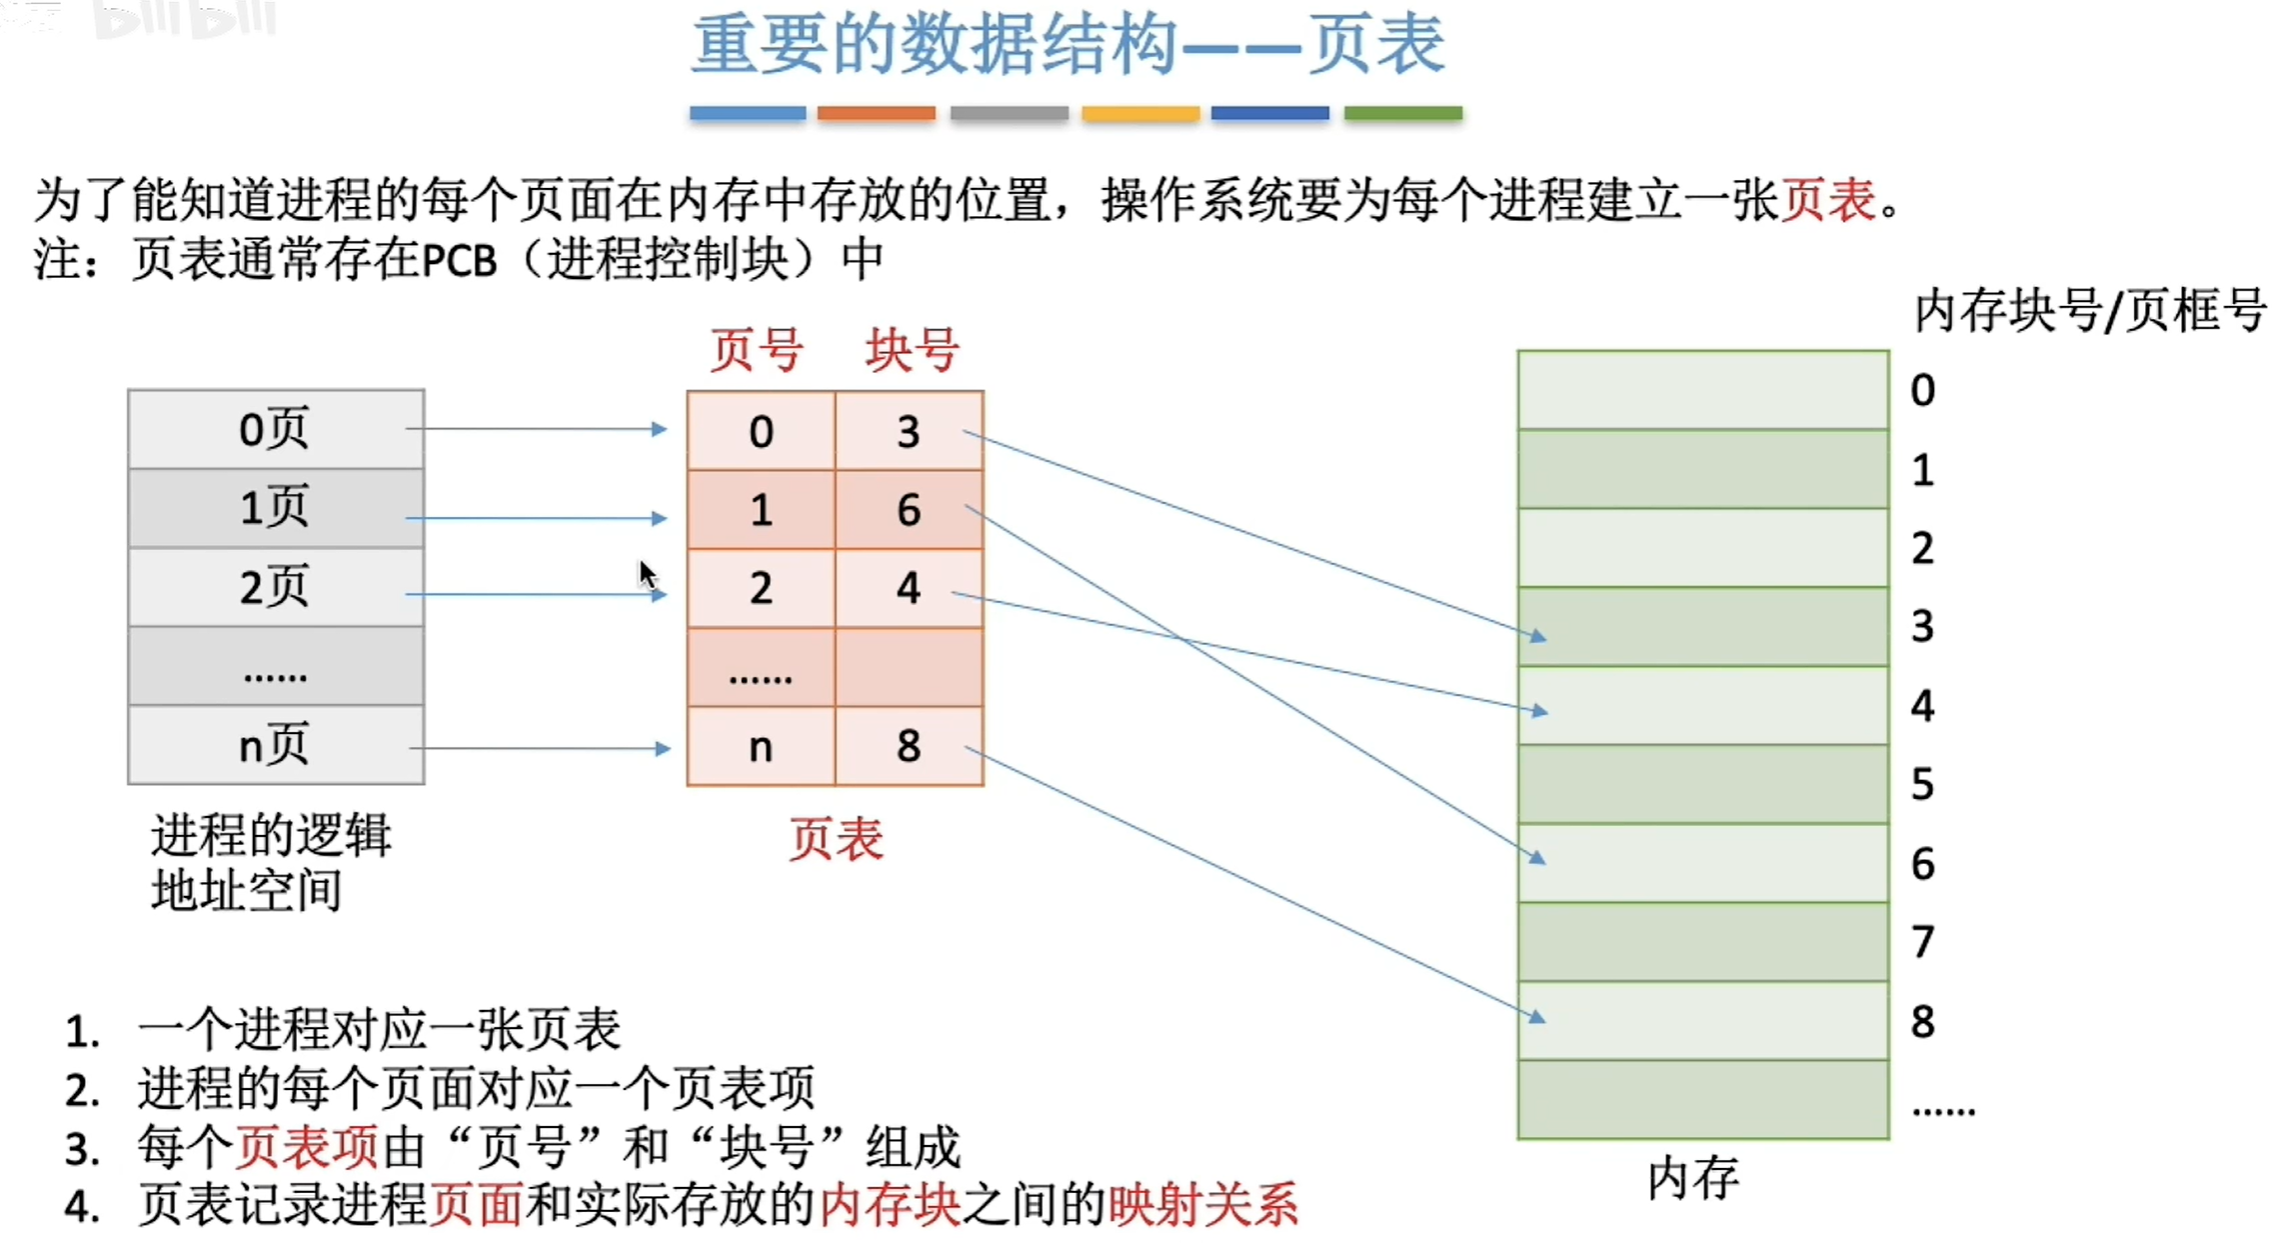 重要的数据结构——页表
为了能知道进程的每个页面在内存中存放的位置，操作系统要为每个进程建立一张页表。
注：页表通常存在PCB（进程控制块）中
内存块号/页框号
页号 块号
0页
1页
2页
......
n页
进程的逻辑
地址空间
0 3
1 6
2 4
......
n 8
页表
0
1
2
3
4
5
6
7
8
......
内存
1. 一个进程对应一张页表
2. 进程的每个页面对应一个页表项
3. 每个页表项由“页号”和“块号”组成
4. 页表记录进程页面和实际存放的内存块之间的映射关系